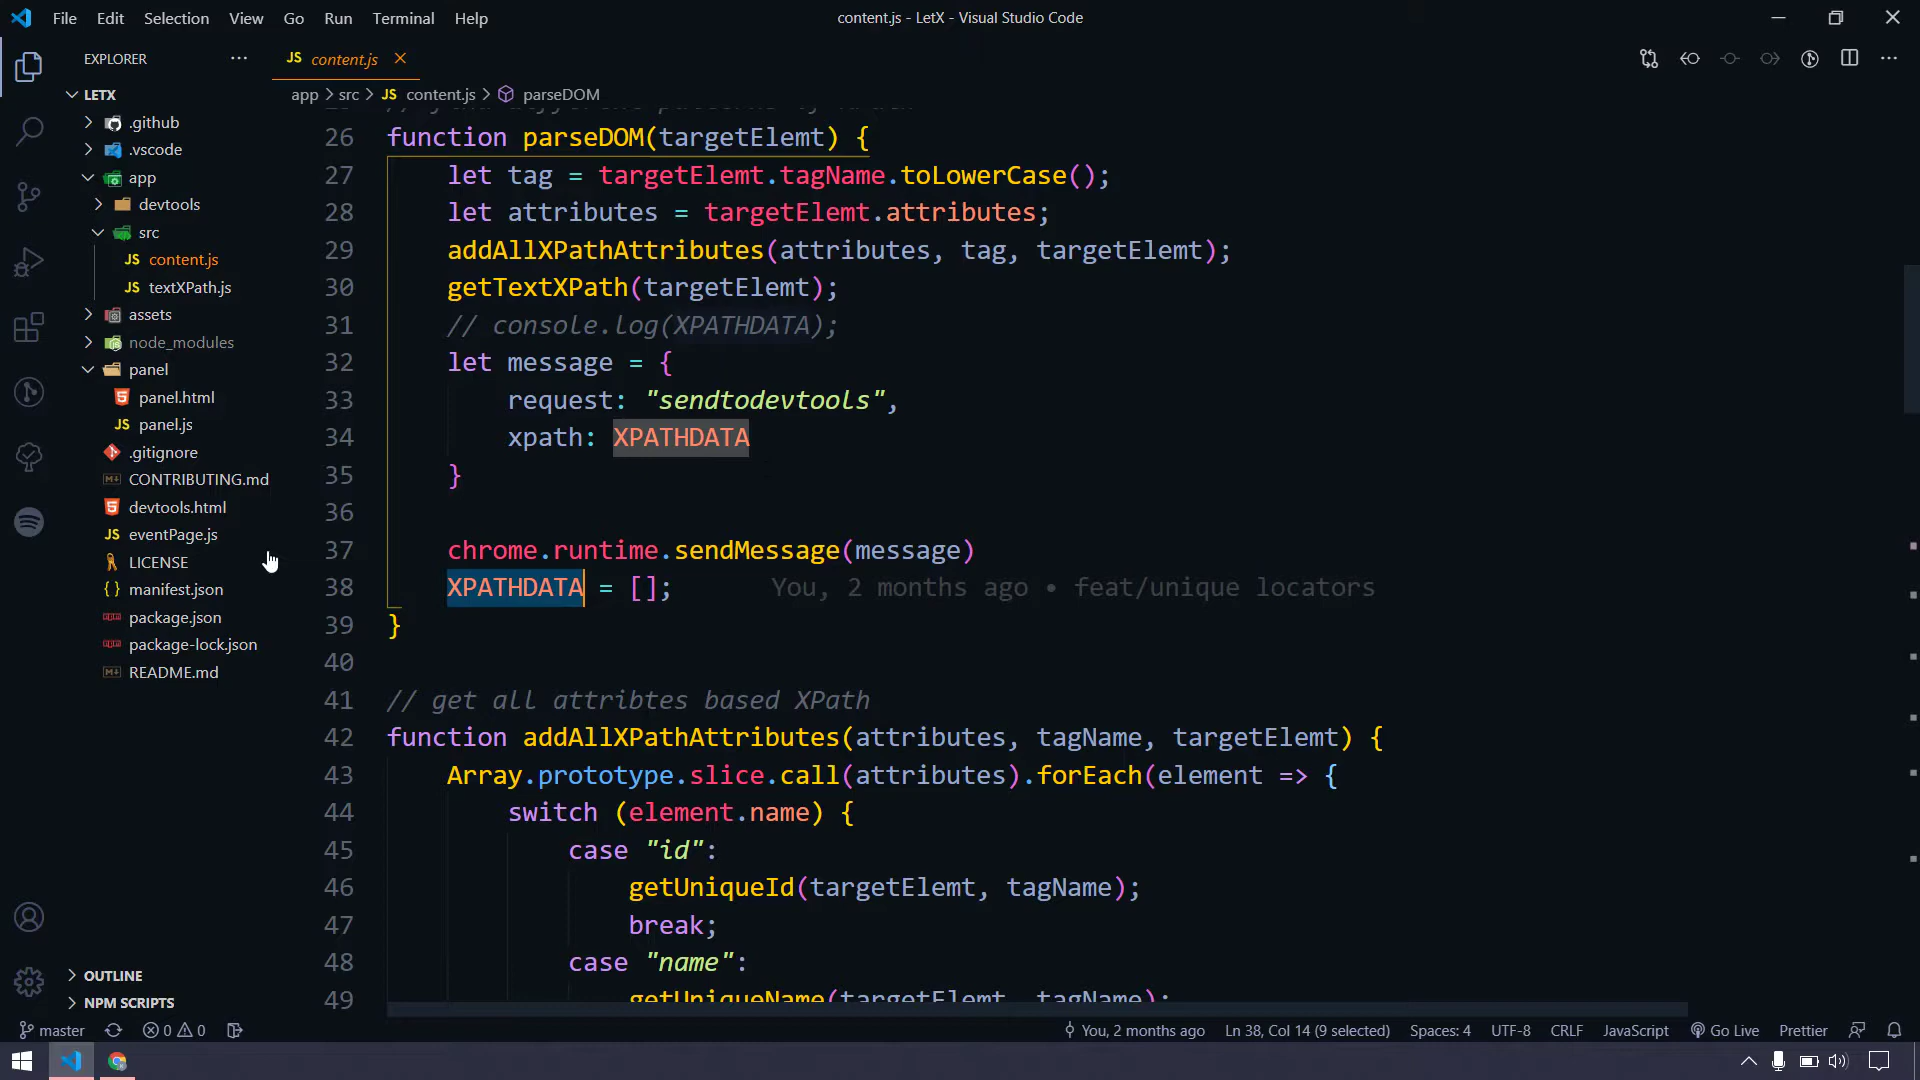 File Edit Selection View Go Run Terminal Help
content.js - LetX - Visual Studio Code
EXPLORER
JS content.js
LETX
app > src > JS content.js > parseDOM
.github
.vscode
app
devtools
src
JS content.js
JS textXPath.js
assets
node_modules
panel
panel.html
JS panel.js
.gitignore
CONTRIBUTING.md
devtools.html
JS eventPage.js
LICENSE
manifest.json
package.json
package-lock.json
README.md
OUTLINE
NPM SCRIPTS
26 function parseDOM(targetElemt) {
27 let tag = targetElemt.tagName.toLowerCase();
28 let attributes = targetElemt.attributes;
29 addAllXPathAttributes(attributes, tag, targetElemt);
30 getTextXPath(targetElemt);
31 // console.log(XPATHDATA);
32 let message = {
33 request: "sendtodevtools",
34 xpath: XPATHDATA
35 }
36
37 chrome.runtime.sendMessage(message)
38 XPATHDATA = []; You, 2 months ago • feat/unique locators
39 }
40
41 // get all attribtes based XPath
42 function addAllXPathAttributes(attributes, tagName, targetElemt) {
43 Array.prototype.slice.call(attributes).forEach(element => {
44 switch (element.name) {
45 case "id":
46 getUniqueId(targetElemt, tagName);
47 break;
48 case "name":
49 getUniqueName(targetElemt, tagName);
master 0 0 You, 2 months ago Ln 38, Col 14 (9 selected) Spaces: 4 UTF-8 CRLF JavaScript Go Live Prettier